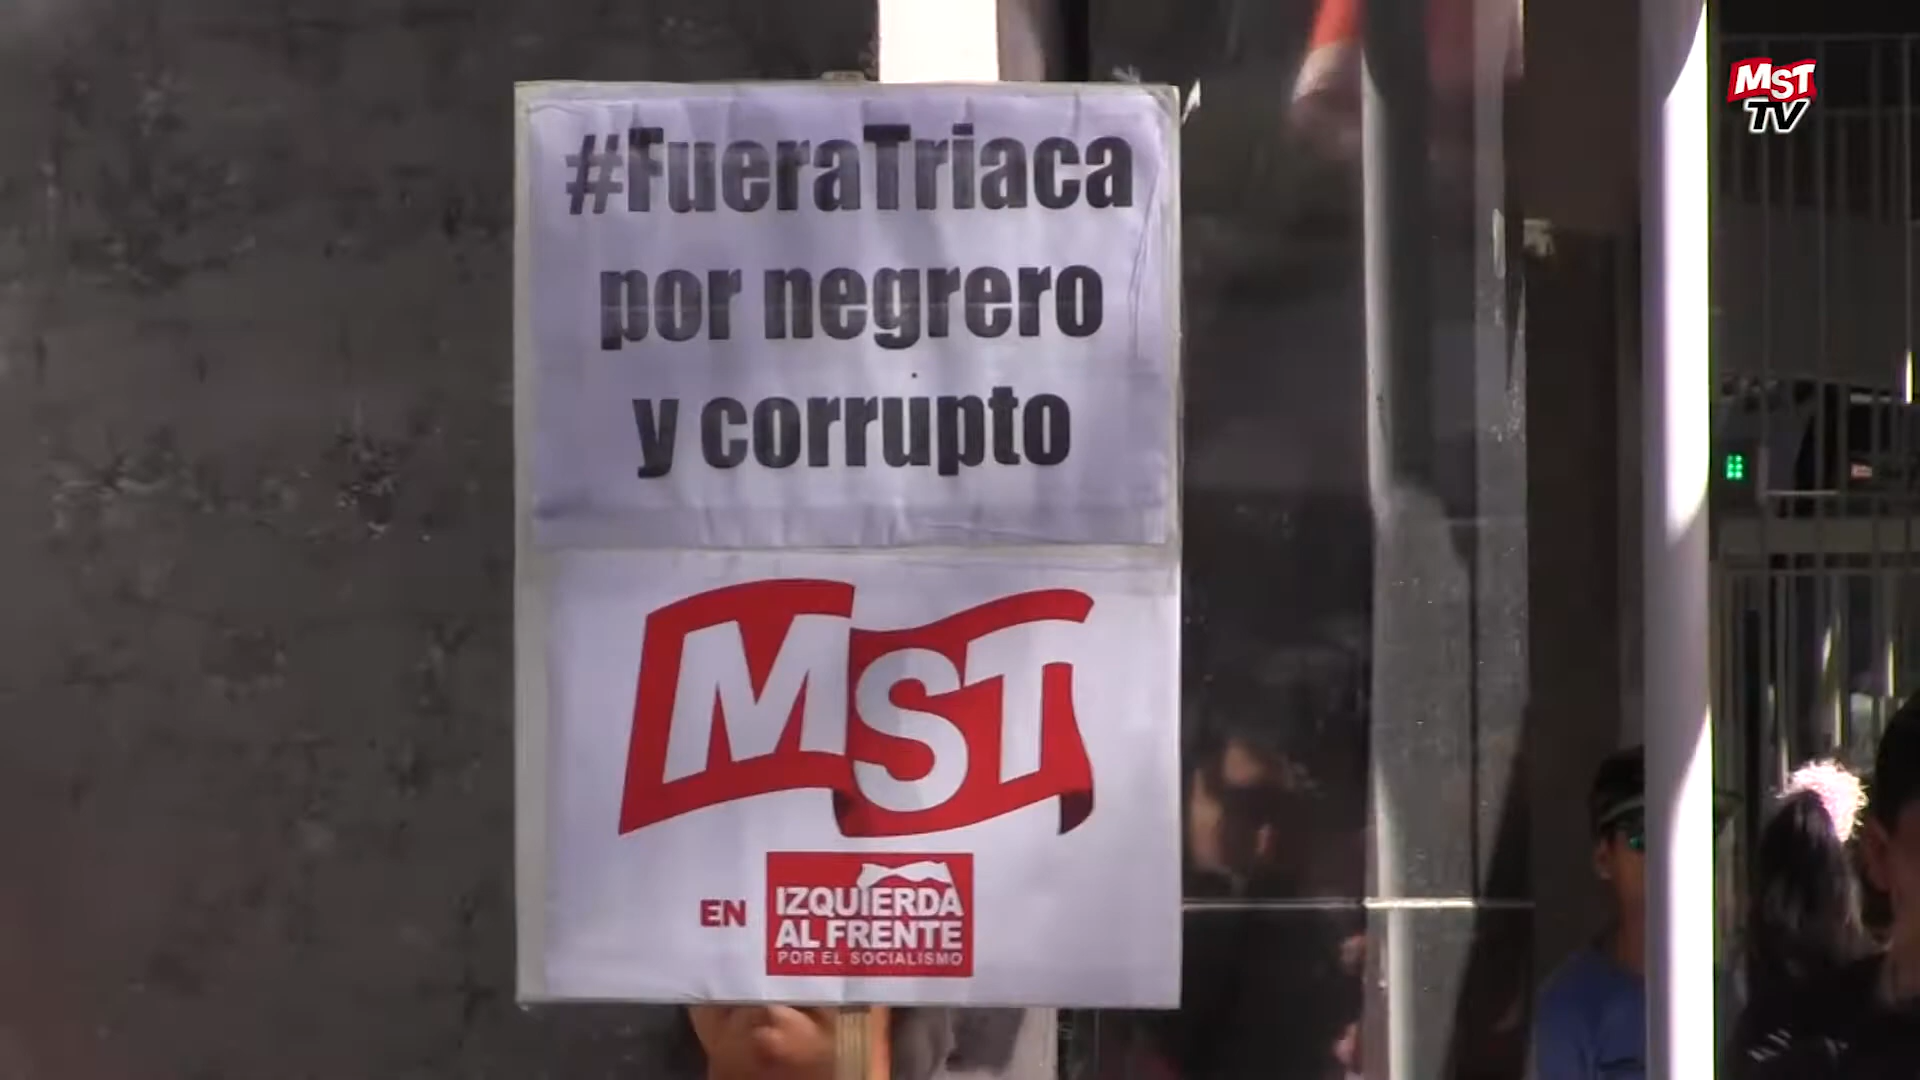 #FueraTriaca
por negrero
y corrupto
MST
EN
IZQUIERDA
AL FRENTE
POR EL SOCIALISMO
MST
TV